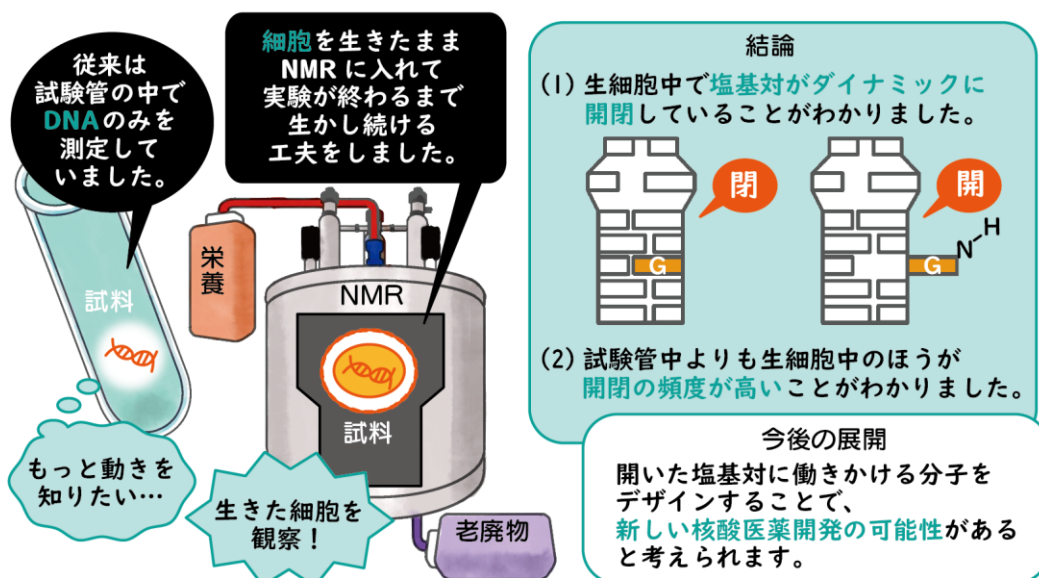 従来は
試験管の中で
DNAのみを
測定して
いました。
細胞を生きたまま
NMRに入れて
実験が終わるまで
生かし続ける
工夫をしました。
試料
もっと動きを
知りたい…
栄養
NMR
試料
生きた細胞を
観察！
老廃物
結論
(1) 生細胞中で塩基対がダイナミックに
開閉していることがわかりました。
閉
G
開
G
N
H
(2) 試験管中よりも生細胞中のほうが
開閉の頻度が高いことがわかりました。
今後の展開
開いた塩基対に働きかける分子を
デザインすることで、
新しい核酸医薬開発の可能性がある
と考えられます。